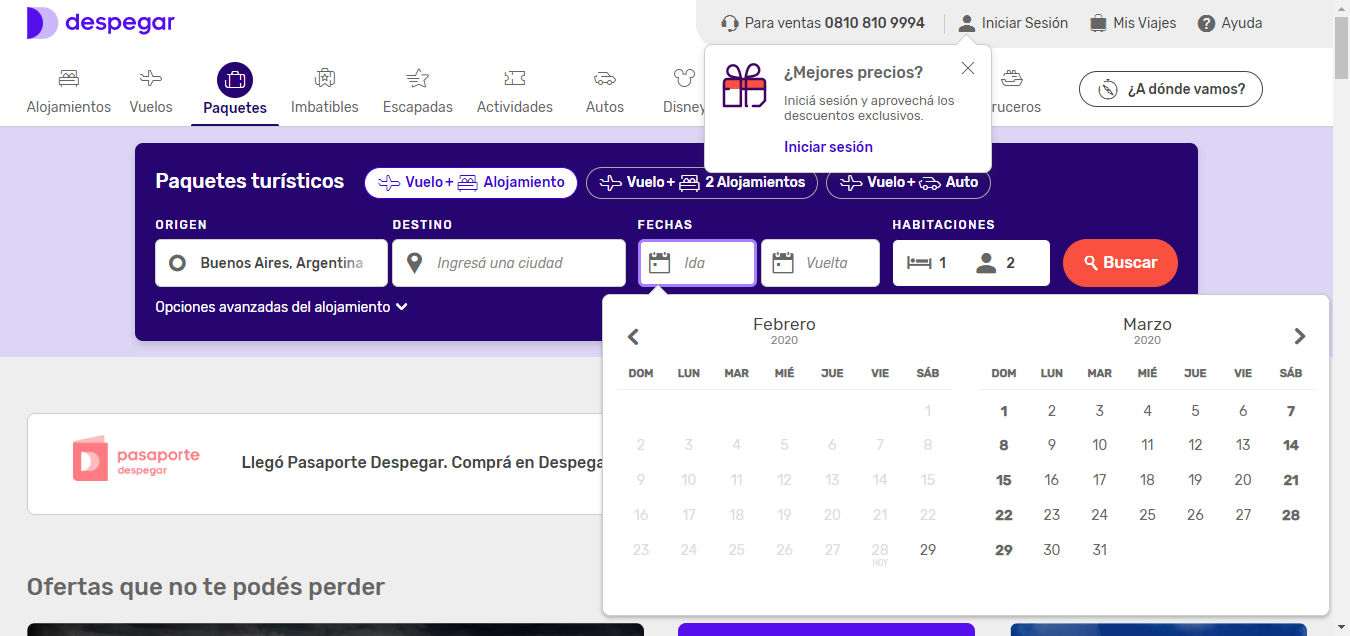 despegar
Para ventas 0810 810 9994
Iniciar Sesión
Mis Viajes
Ayuda
Alojamientos
Vuelos
Paquetes
Imbatibles
Escapadas
Actividades
Autos
Disney
ruceros
¿A dónde vamos?
¿Mejores precios?
Iniciá sesión y aprovechá los
descuentos exclusivos.
Iniciar sesión
Paquetes turísticos
Vuelo + Alojamiento
Vuelo + 2 Alojamientos
Vuelo + Auto
ORIGEN
DESTINO
FECHAS
HABITACIONES
Buenos Aires, Argentina
Ingresá una ciudad
Ida
Vuelta
1
2
Buscar
Opciones avanzadas del alojamiento
Febrero
2020
DOM LUN MAR MIÉ JUE VIE SÁB
1
2 3 4 5 6 7 8
9 10 11 12 13 14 15
16 17 18 19 20 21 22
23 24 25 26 27 28 29
HOY
Marzo
2020
DOM LUN MAR MIÉ JUE VIE SÁB
1 2 3 4 5 6 7
8 9 10 11 12 13 14
15 16 17 18 19 20 21
22 23 24 25 26 27 28
29 30 31
pasaporte
despegar
Llegó Pasaporte Despegar. Comprá en Despega
Ofertas que no te podés perder